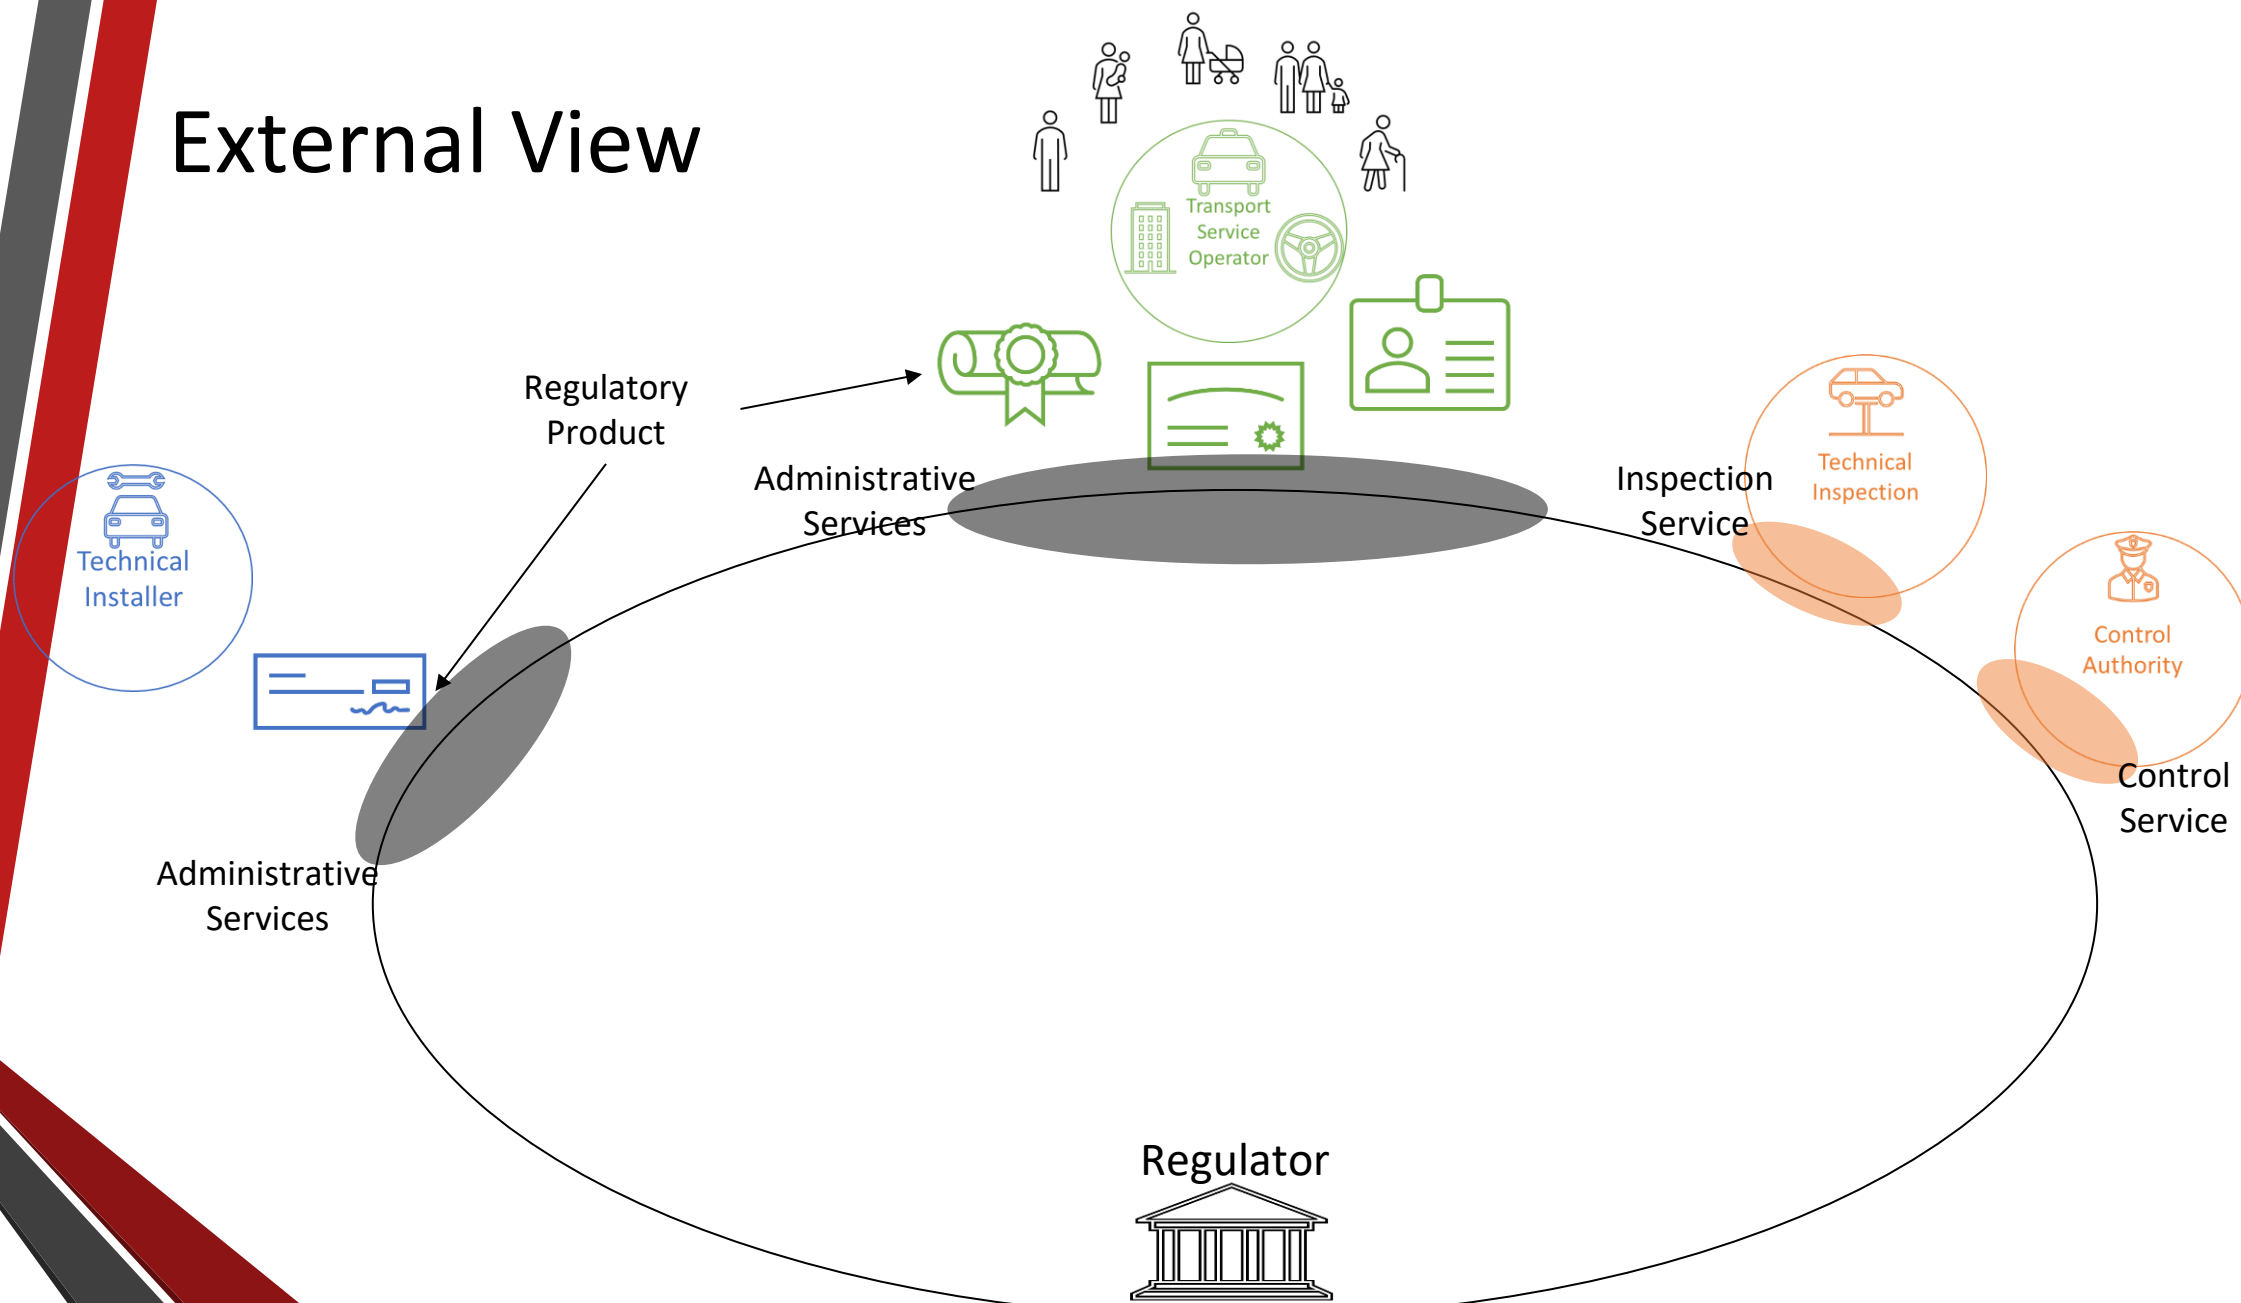 External View
Transport
Service
Operator
Regulatory
Product
Administrative
Services
Inspection
Service
Technical
Inspection
Technical
Installer
Control
Authority
Control
Service
Administrative
Services
Regulator